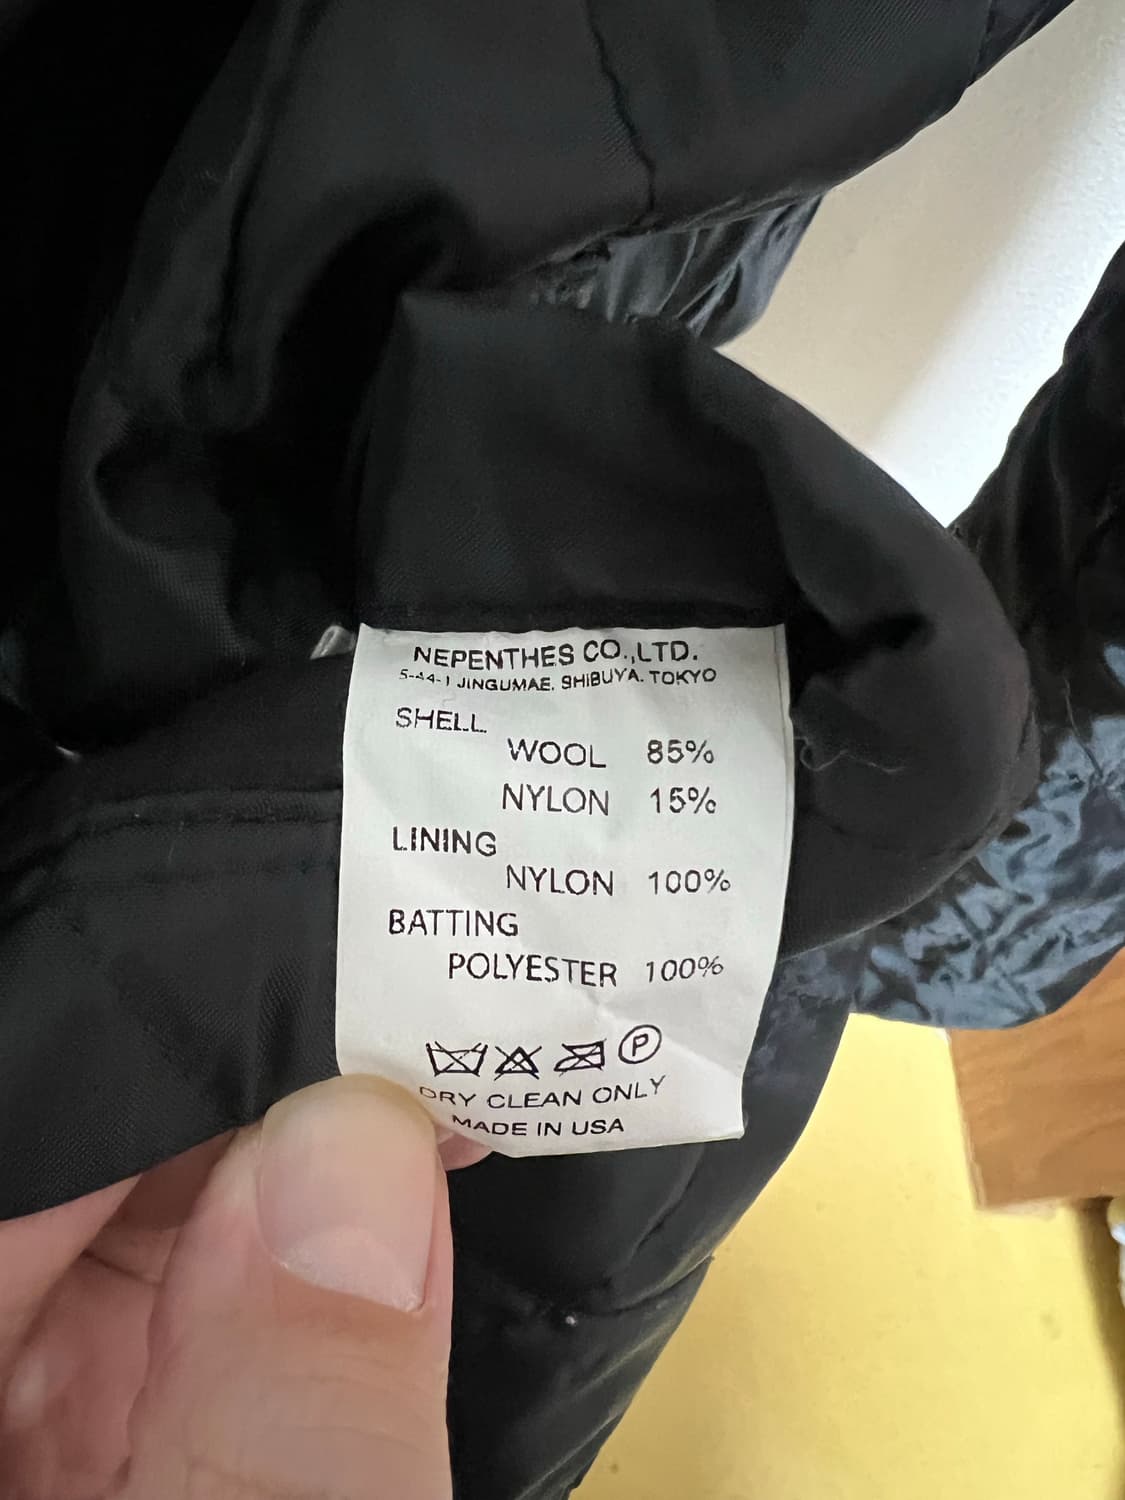 NEPENTHES CO.,LTD.
5-44-1 JINGUMAE, SHIBUYA. TOKYO
SHELL
WOOL 85%
NYLON 15%
LINING
NYLON 100%
BATTING
POLYESTER 100%
P
DRY CLEAN ONLY
MADE IN USA